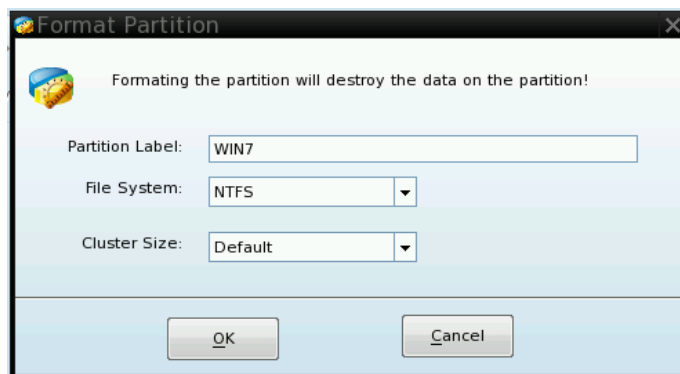 Format Partition
Formating the partition will destroy the data on the partition!
Partition Label: WIN7
File System: NTFS
Cluster Size: Default
OK Cancel